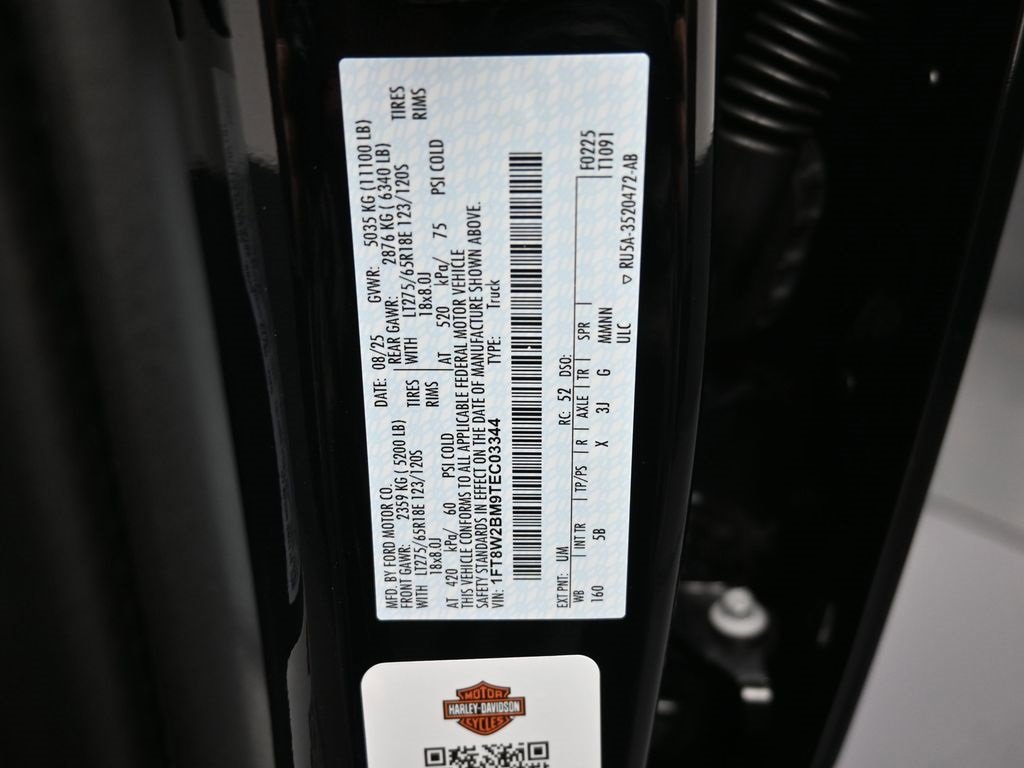 MFD. BY FORD MOTOR CO.
DATE: 08/25
GVWR: 5035 KG (11100 LB)
FRONT GAWR: 2359 KG ( 5200 LB)
REAR GAWR: 2876 KG ( 6340 LB)
WITH LT275/65R18E 123/120S TIRES
WITH LT275/65R18E 123/120S TIRES
18x8.0J RIMS
18x8.0J RIMS
AT 420 kPa/ 60 PSI COLD
AT 520 kPa/ 75 PSI COLD
THIS VEHICLE CONFORMS TO ALL APPLICABLE FEDERAL MOTOR VEHICLE
SAFETY STANDARDS IN EFFECT ON THE DATE OF MANUFACTURE SHOWN ABOVE.
VIN: 1FT8W2BM9TEC03344
TYPE: Truck
EXT PNT: UM
RC: 52 DSO:
F0225
WB | INT TR | TP/PS | R | AXLE | TR | SPR |
T1091
160 5B X 3J G MMNN
ULC
▽ RU5A-3520472-AB
MOTOR
HARLEY-DAVIDSON
CYCLES